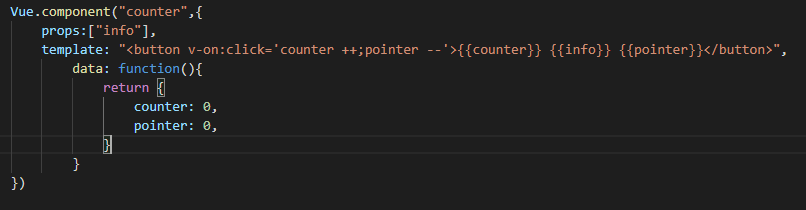 Vue.component("counter",{
    props:["info"],
    template: "<button v-on:click='counter ++;pointer --'>{{counter}} {{info}} {{pointer}}</button>",
        data: function(){
            return {
                counter: 0,
                pointer: 0,
            }
        }
})